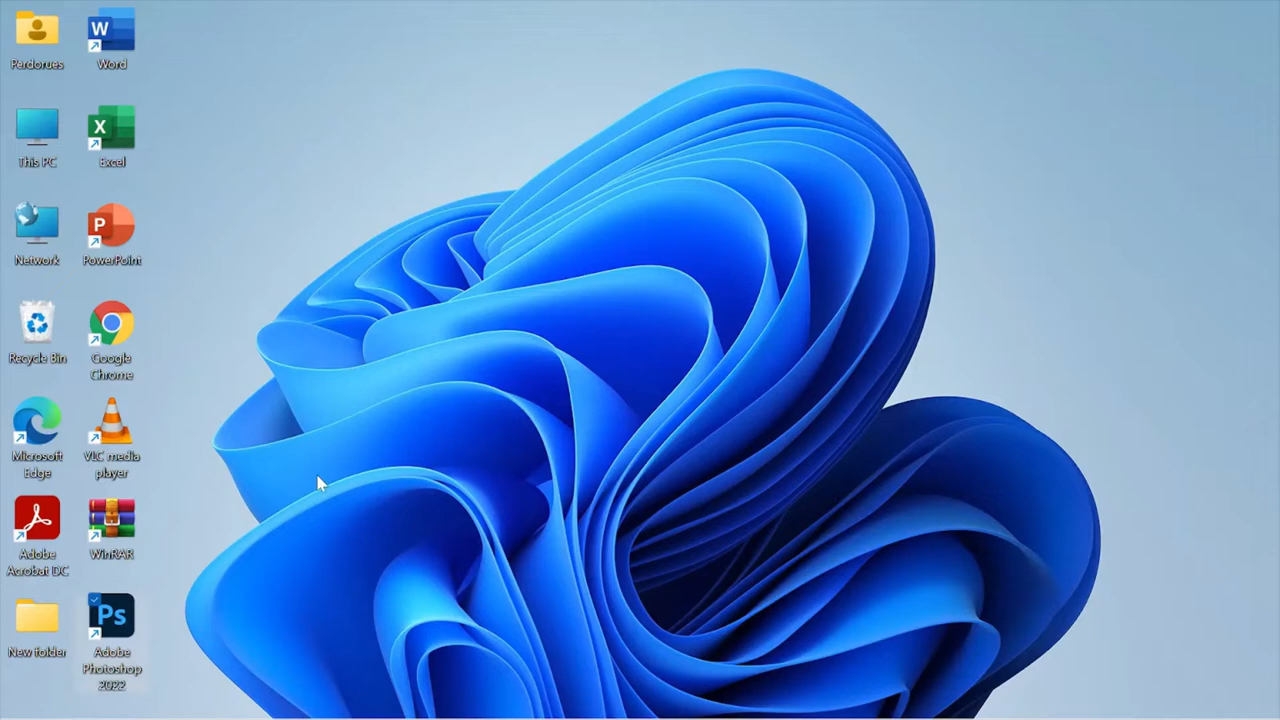 Perdorues
W
Word
This PC
X
Excel
Network
P
PowerPoint
Recycle Bin
Google
Chrome
Microsoft
Edge
VLC media
player
Adobe
Acrobat DC
WinRAR
New folder
Ps
Adobe
Photoshop
2022